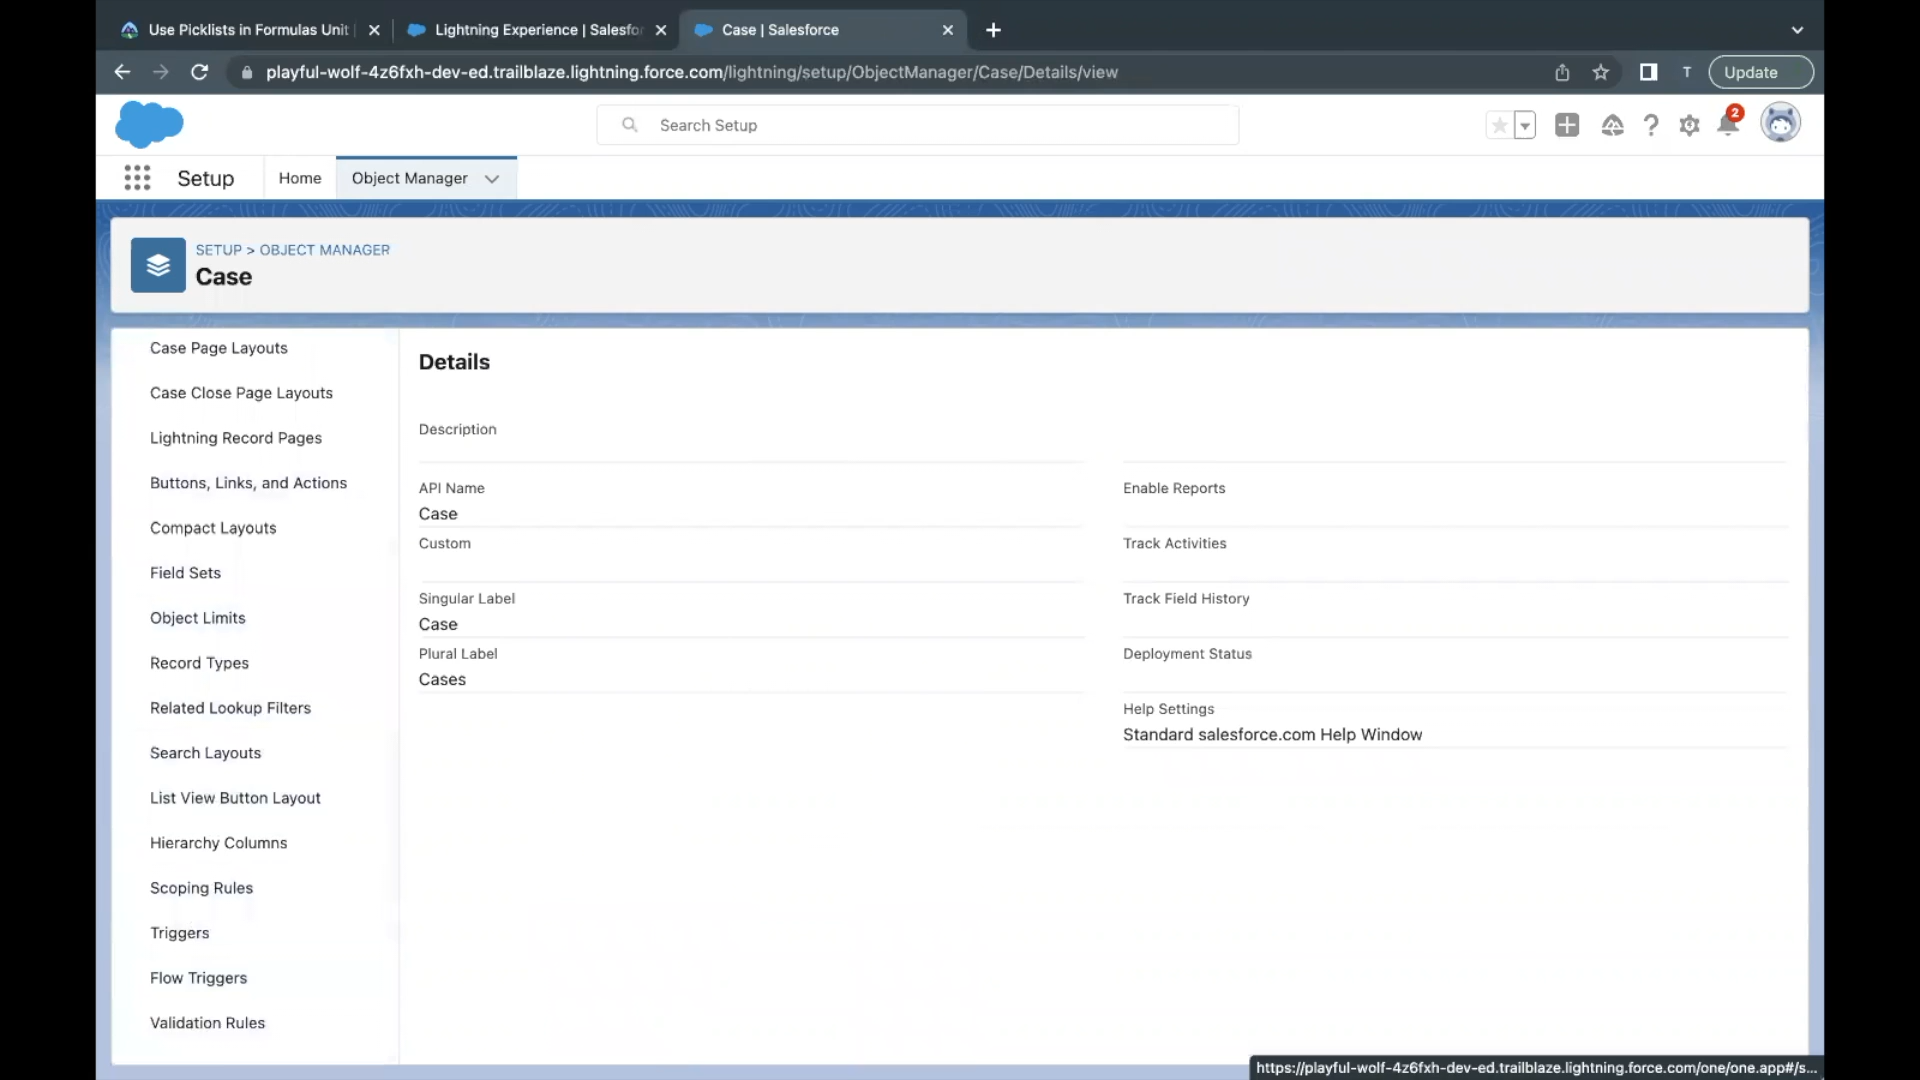 Use Picklists in Formulas Unit
Lightning Experience | Salesfor
Case | Salesforce
playful-wolf-4z6fxh-dev-ed.trailblaze.lightning.force.com/lightning/setup/ObjectManager/Case/Details/view
T
Update
Search Setup
2
Setup
Home
Object Manager
SETUP > OBJECT MANAGER
Case
Case Page Layouts
Case Close Page Layouts
Lightning Record Pages
Buttons, Links, and Actions
Compact Layouts
Field Sets
Object Limits
Record Types
Related Lookup Filters
Search Layouts
List View Button Layout
Hierarchy Columns
Scoping Rules
Triggers
Flow Triggers
Validation Rules
Details
Description
API Name
Case
Custom
Singular Label
Case
Plural Label
Cases
Enable Reports
Track Activities
Track Field History
Deployment Status
Help Settings
Standard salesforce.com Help Window
https://playful-wolf-4z6fxh-dev-ed.trailblaze.lightning.force.com/one/one.app#/s...